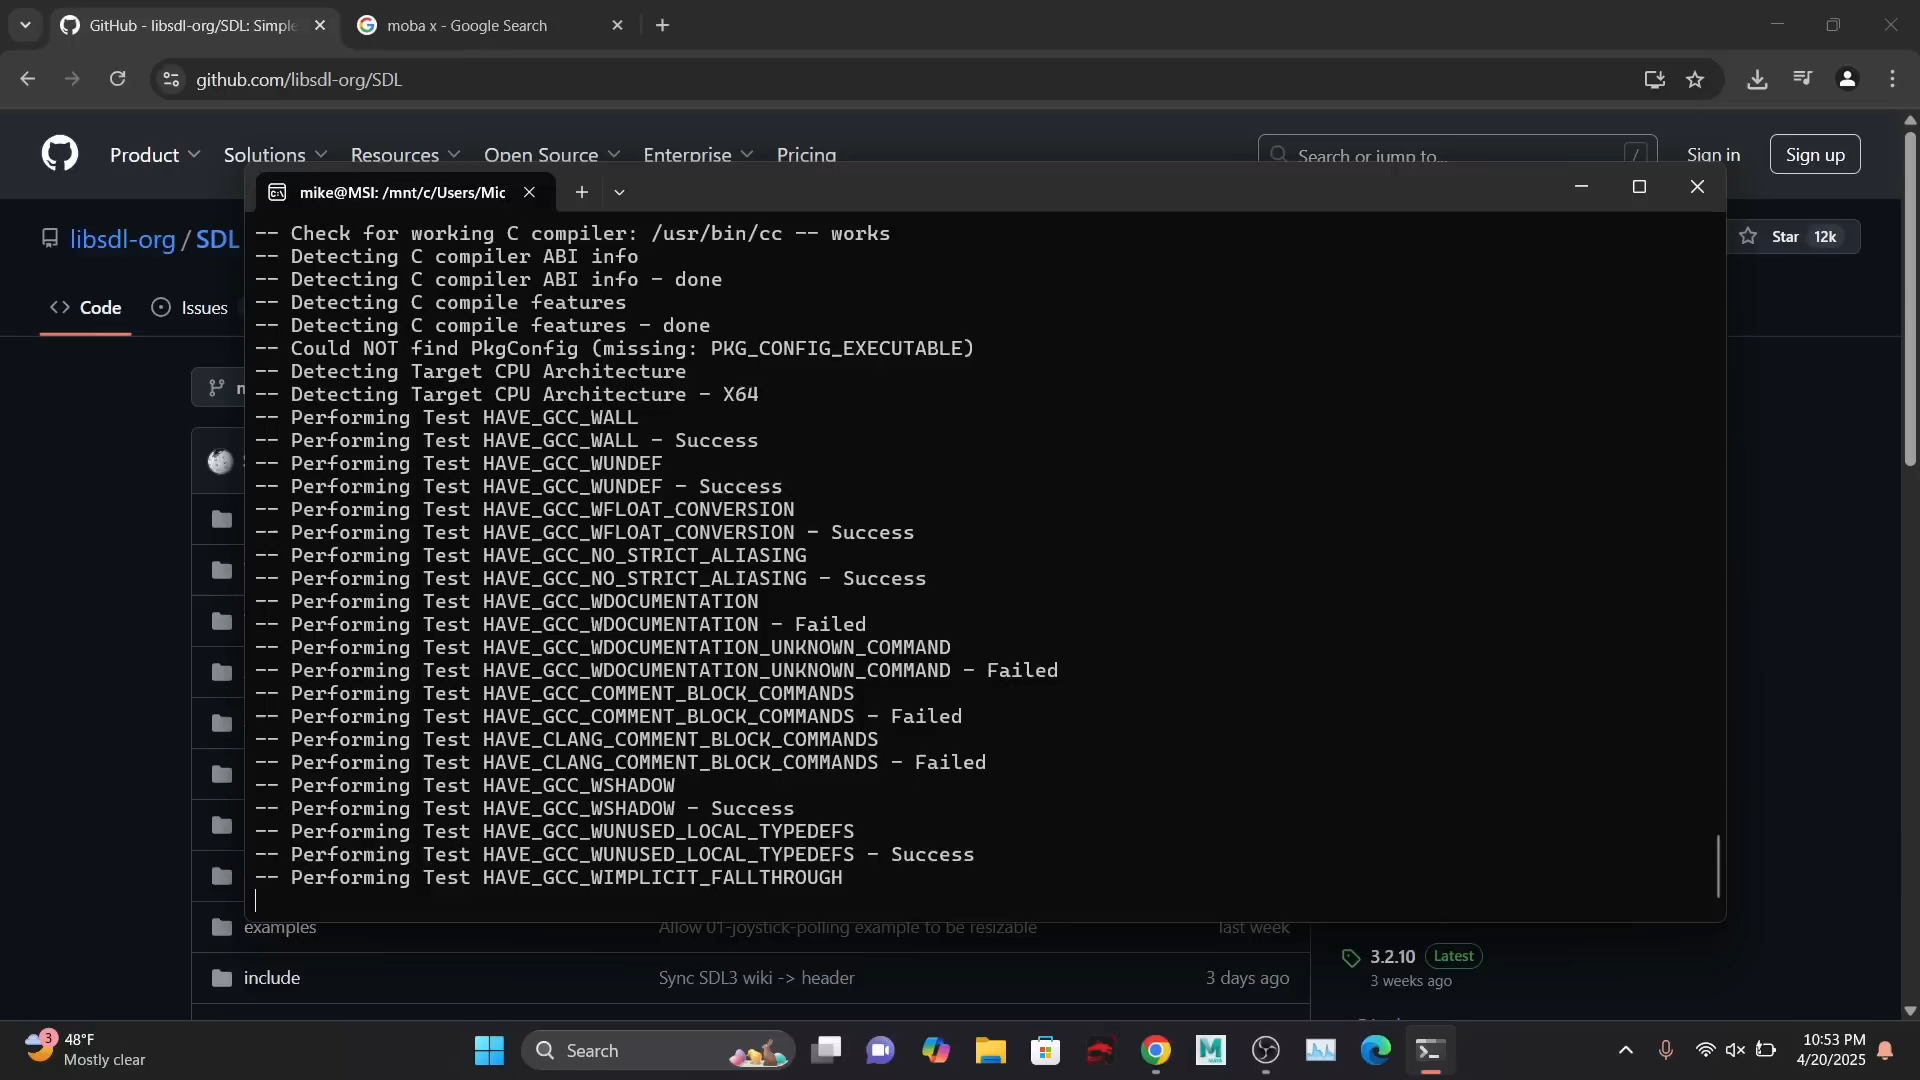 GitHub - libsdl-org/SDL: Simple
moba x - Google Search
github.com/libsdl-org/SDL
Product
Solutions
Resources
Open Source
Enterprise
Pricing
Search or jump to...
/
Sign in
Sign up
mike@MSI: /mnt/c/Users/Mic
libsdl-org / SDL
Star 12k
Code
Issues
-- Check for working C compiler: /usr/bin/cc -- works
-- Detecting C compiler ABI info
-- Detecting C compiler ABI info - done
-- Detecting C compile features
-- Detecting C compile features - done
-- Could NOT find PkgConfig (missing: PKG_CONFIG_EXECUTABLE)
-- Detecting Target CPU Architecture
-- Detecting Target CPU Architecture - X64
-- Performing Test HAVE_GCC_WALL
-- Performing Test HAVE_GCC_WALL - Success
-- Performing Test HAVE_GCC_WUNDEF
-- Performing Test HAVE_GCC_WUNDEF - Success
-- Performing Test HAVE_GCC_WFLOAT_CONVERSION
-- Performing Test HAVE_GCC_WFLOAT_CONVERSION - Success
-- Performing Test HAVE_GCC_NO_STRICT_ALIASING
-- Performing Test HAVE_GCC_NO_STRICT_ALIASING - Success
-- Performing Test HAVE_GCC_WDOCUMENTATION
-- Performing Test HAVE_GCC_WDOCUMENTATION - Failed
-- Performing Test HAVE_GCC_WDOCUMENTATION_UNKNOWN_COMMAND
-- Performing Test HAVE_GCC_WDOCUMENTATION_UNKNOWN_COMMAND - Failed
-- Performing Test HAVE_GCC_COMMENT_BLOCK_COMMANDS
-- Performing Test HAVE_GCC_COMMENT_BLOCK_COMMANDS - Failed
-- Performing Test HAVE_CLANG_COMMENT_BLOCK_COMMANDS
-- Performing Test HAVE_CLANG_COMMENT_BLOCK_COMMANDS - Failed
-- Performing Test HAVE_GCC_WSHADOW
-- Performing Test HAVE_GCC_WSHADOW - Success
-- Performing Test HAVE_GCC_WUNUSED_LOCAL_TYPEDEFS
-- Performing Test HAVE_GCC_WUNUSED_LOCAL_TYPEDEFS - Success
-- Performing Test HAVE_GCC_WIMPLICIT_FALLTHROUGH
examples
Allow 01-joystick-polling example to be resizable
last week
include
Sync SDL3 wiki -> header
3 days ago
3.2.10 Latest
3 weeks ago
3
48°F
Mostly clear
Search
10:53 PM
4/20/2025